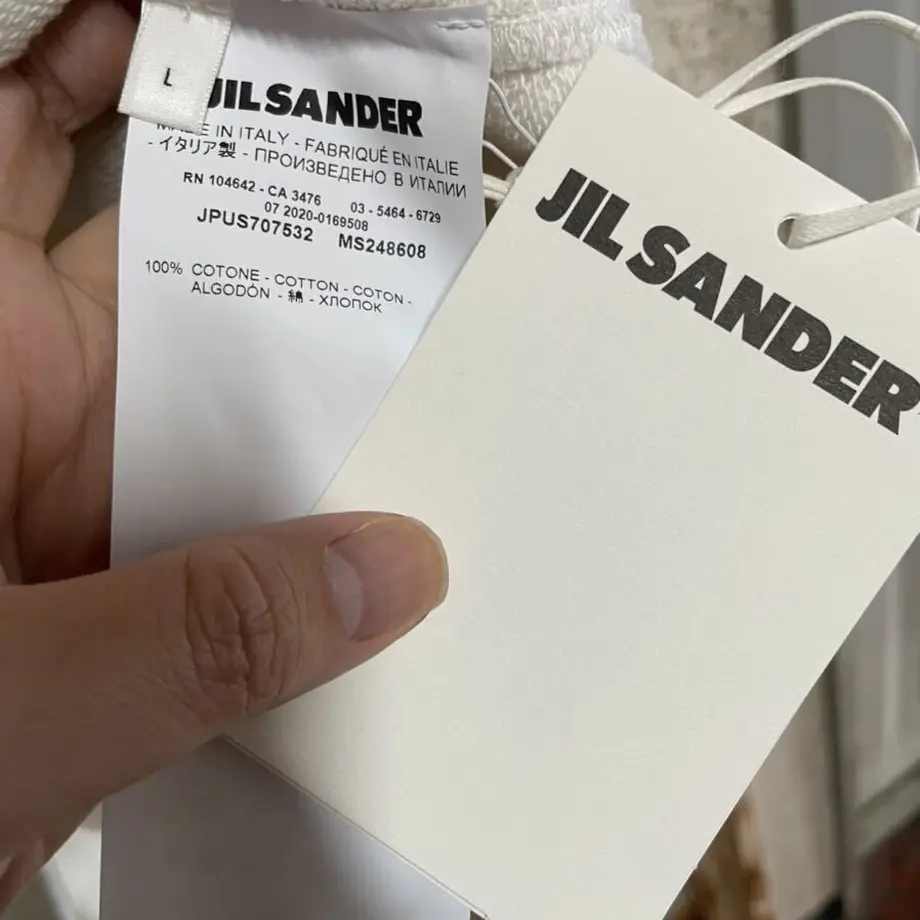 L
JIL SANDER
MADE IN ITALY - FABRIQUÉ EN ITALIE
- イタリア製 - ПРОИЗВЕДЕНО В ИТАЛИИ
RN 104642 - CA 3476 03 - 5464 - 6729
07 2020-0169508
JPUS707532 MS248608
100% COTONE - COTTON - COTON -
ALGODÓN - 綿 - ХЛОПОК
JIL SANDER